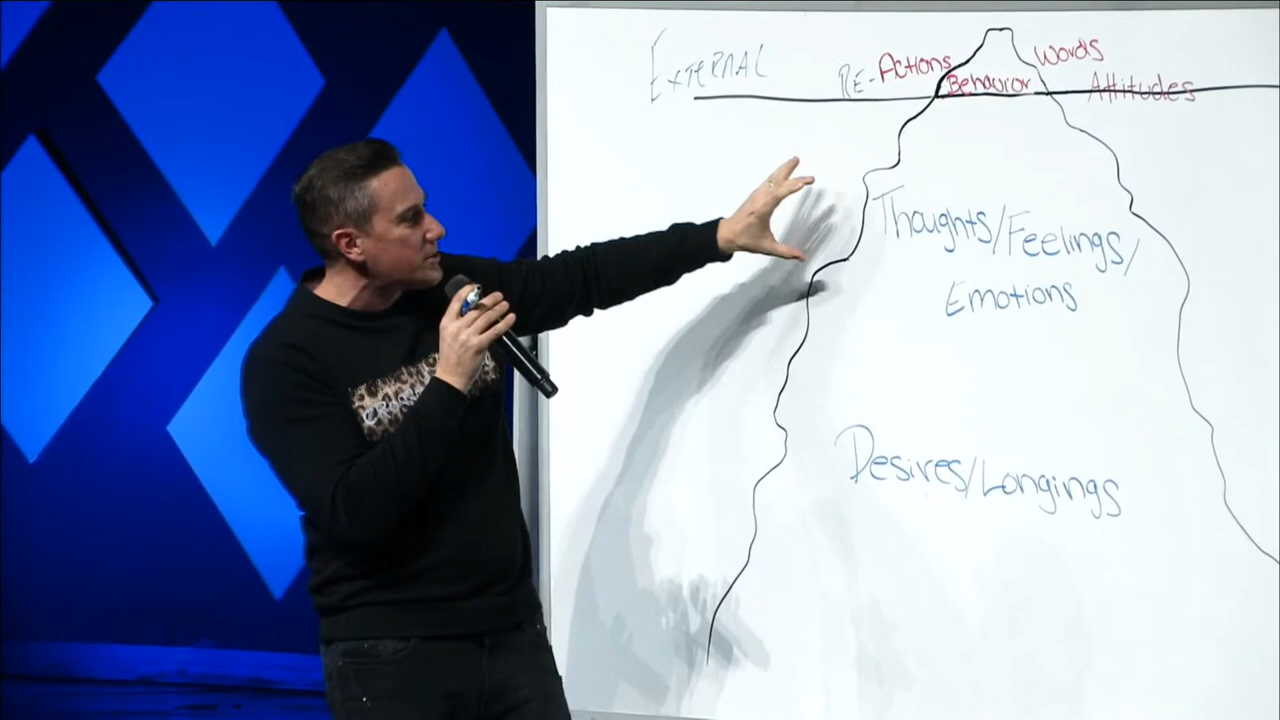 EXTERNAL
RE-Actions Words
Behavior Attitudes
Thoughts/Feelings/
Emotions
Desires/Longings